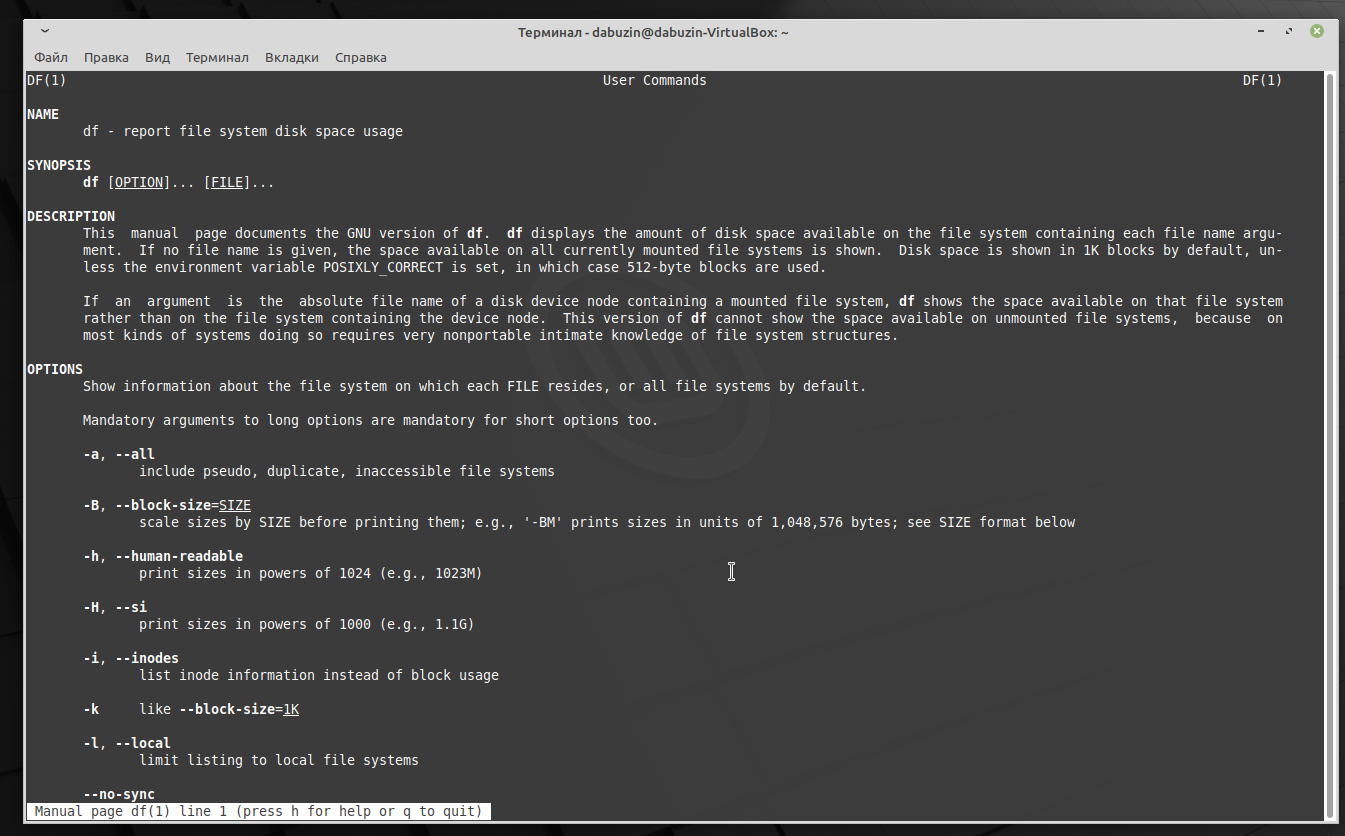 Терминал - dabuzin@dabuzin-VirtualBox: ~
Файл Правка Вид Терминал Вкладки Справка
DF(1) User Commands DF(1)
NAME
df - report file system disk space usage
SYNOPSIS
df [OPTION]... [FILE]...
DESCRIPTION
This manual page documents the GNU version of df. df displays the amount of disk space available on the file system containing each file name argu-
ment. If no file name is given, the space available on all currently mounted file systems is shown. Disk space is shown in 1K blocks by default, un-
less the environment variable POSIXLY_CORRECT is set, in which case 512-byte blocks are used.
If an argument is the absolute file name of a disk device node containing a mounted file system, df shows the space available on that file system
rather than on the file system containing the device node. This version of df cannot show the space available on unmounted file systems, because on
most kinds of systems doing so requires very nonportable intimate knowledge of file system structures.
OPTIONS
Show information about the file system on which each FILE resides, or all file systems by default.
Mandatory arguments to long options are mandatory for short options too.
-a, --all
include pseudo, duplicate, inaccessible file systems
-B, --block-size=SIZE
scale sizes by SIZE before printing them; e.g., '-BM' prints sizes in units of 1,048,576 bytes; see SIZE format below
-h, --human-readable
print sizes in powers of 1024 (e.g., 1023M)
-H, --si
print sizes in powers of 1000 (e.g., 1.1G)
-i, --inodes
list inode information instead of block usage
-k like --block-size=1K
-l, --local
limit listing to local file systems
--no-sync
Manual page df(1) line 1 (press h for help or q to quit)